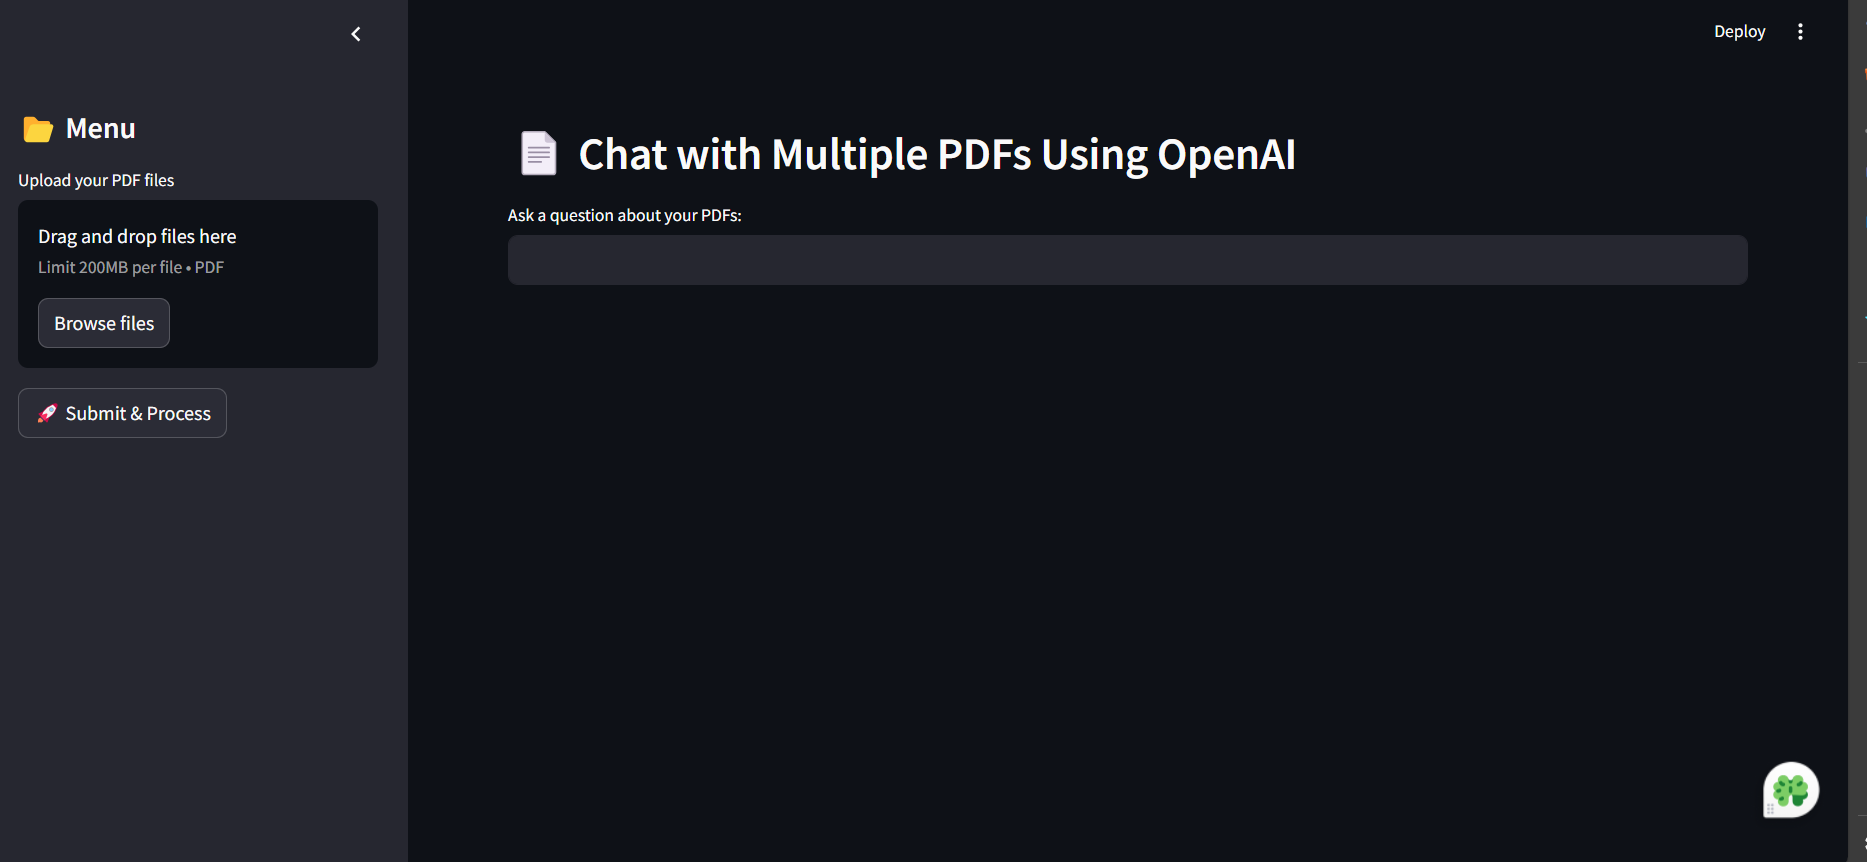 Deploy
Menu
Upload your PDF files
Drag and drop files here
Limit 200MB per file • PDF
Browse files
Submit & Process
Chat with Multiple PDFs Using OpenAI
Ask a question about your PDFs: